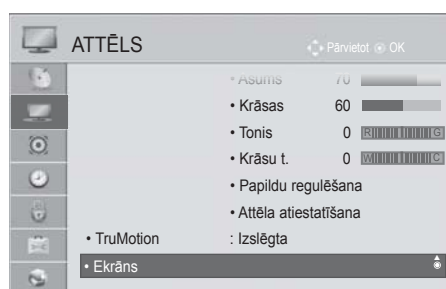 ATTĒLS
Pārvietot OK
• Asums 70
• Krāsas 60
• Tonis 0 R G
• Krāsu t. 0 W C
• Papildu regulēšana
• Attēla atiestatīšana
• TruMotion : Izslēgta
• Ekrāns